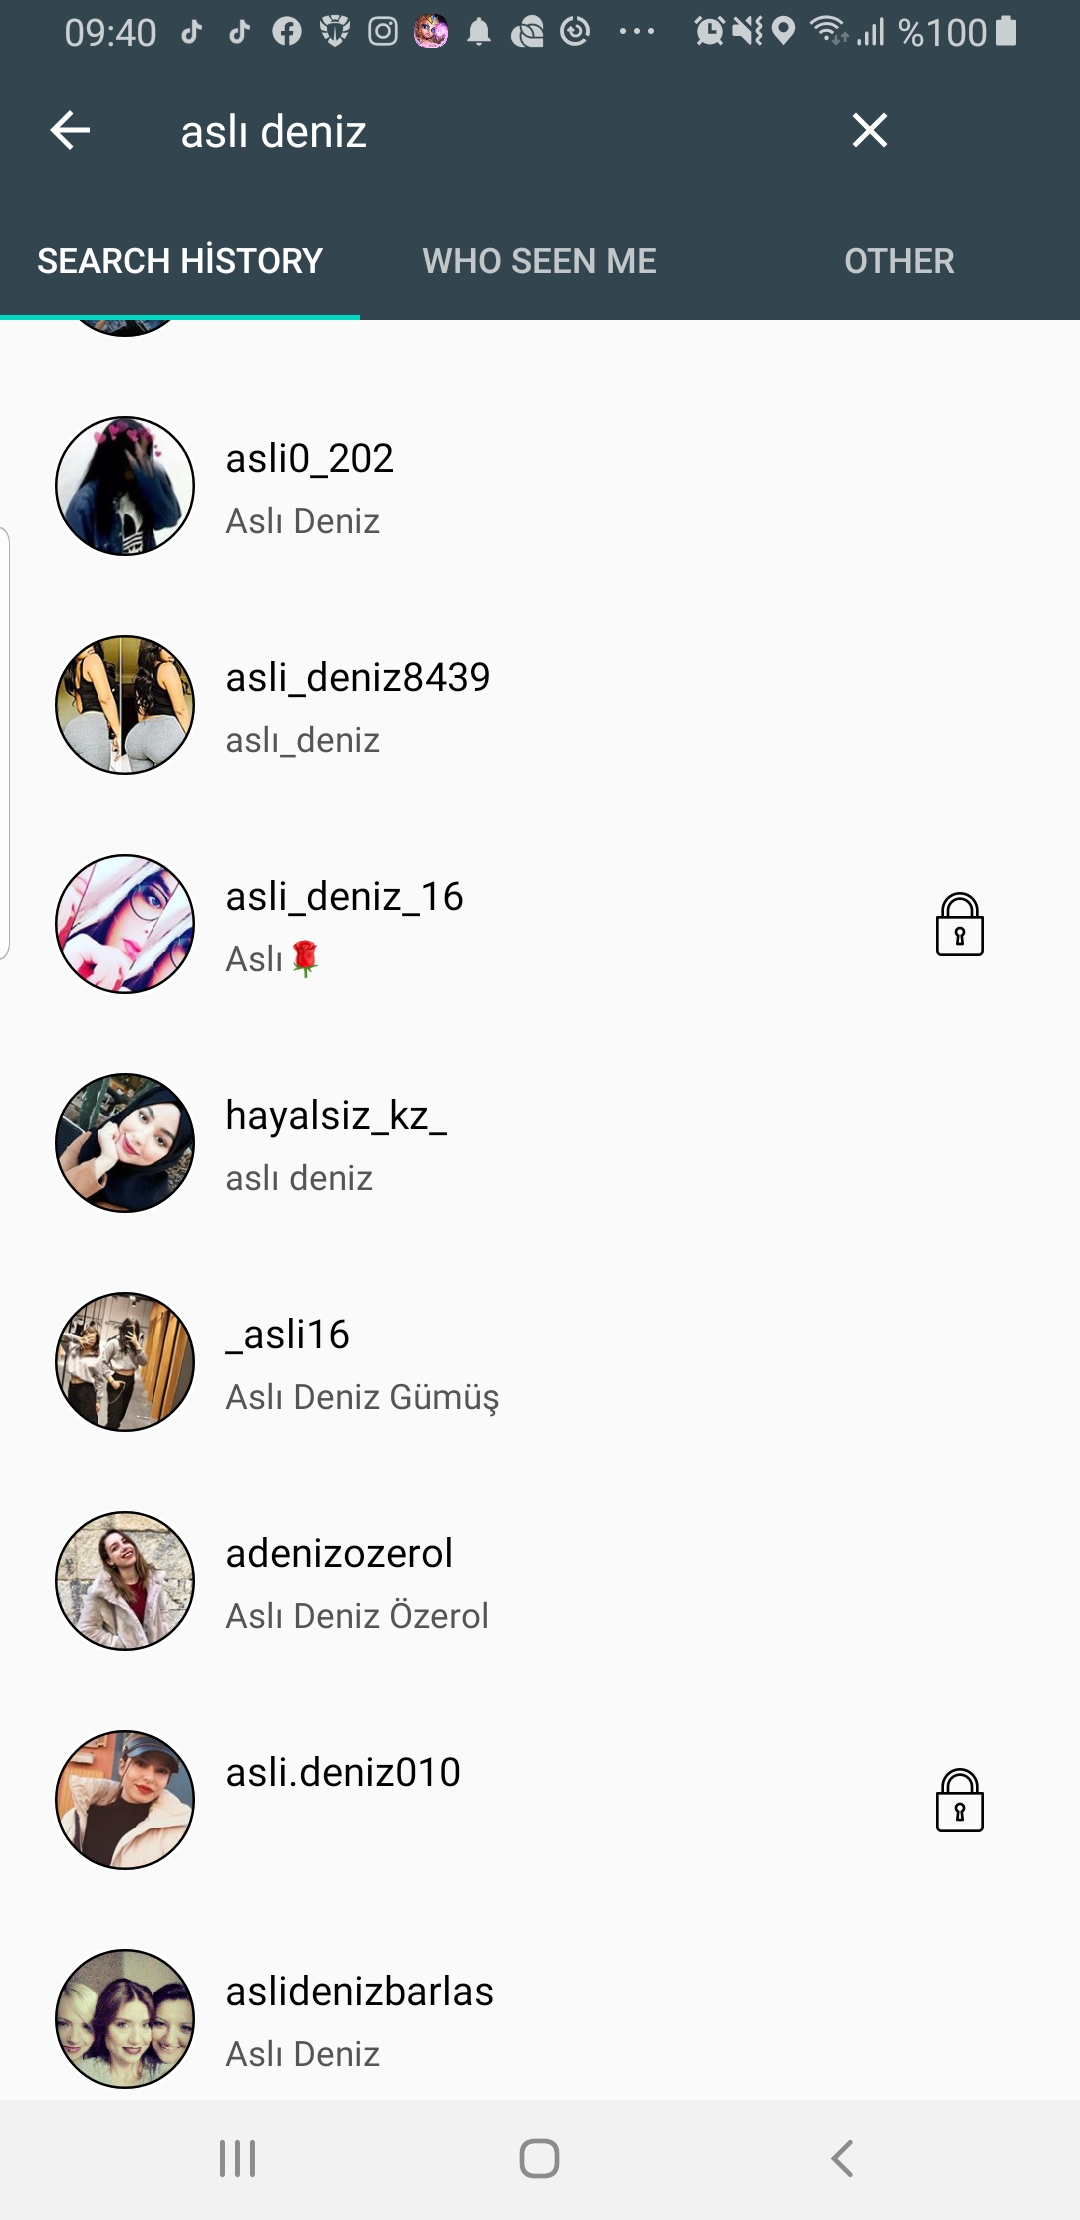 09:40 %100
aslı deniz
SEARCH HİSTORY WHO SEEN ME OTHER
asli0_202
Aslı Deniz
asli_deniz8439
aslı_deniz
asli_deniz_16
Aslı🌹
hayalsiz_kz_
aslı deniz
_asli16
Aslı Deniz Gümüş
adenizozerol
Aslı Deniz Özerol
asli.deniz010
aslidenizbarlas
Aslı Deniz